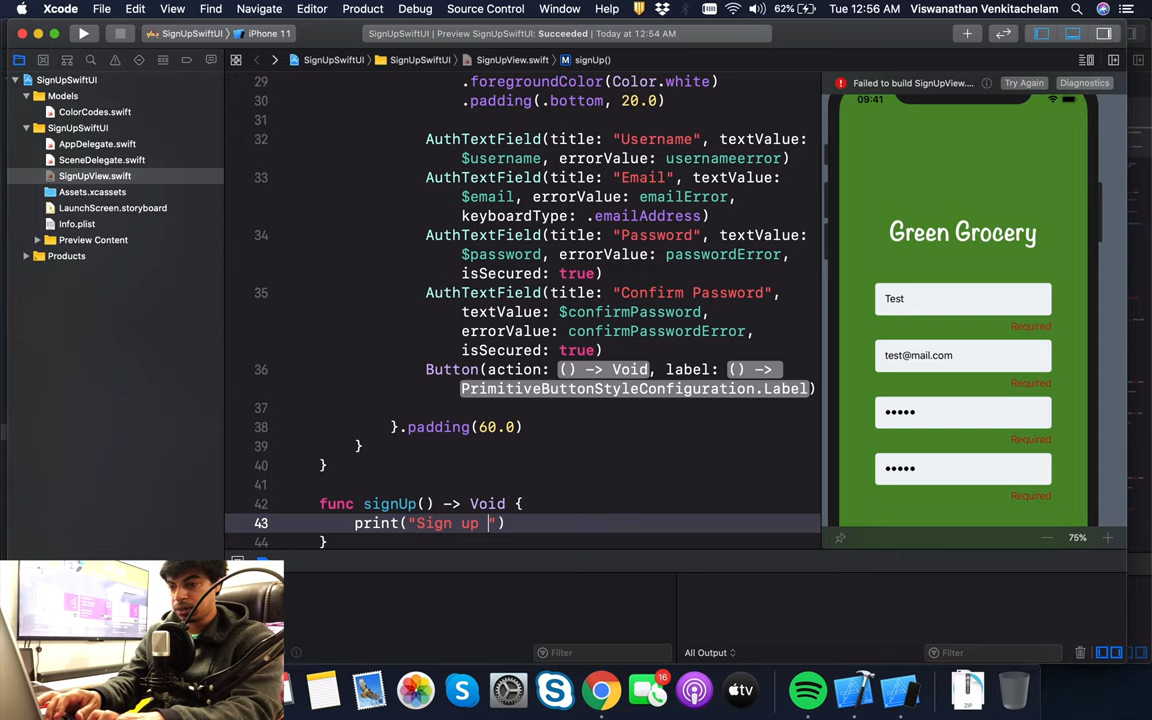 Xcode File Edit View Find Navigate Editor Product Debug Source Control Window Help 62% Tue 12:56 AM Viswanathan Venkitachelam
SignUpSwiftUI iPhone 11 SignUpSwiftUI | Preview SignUpSwiftUI: Succeeded | Today at 12:54 AM
SignUpSwiftUI SignUpSwiftUI SignUpView.swift M signUp()
SignUpSwiftUI
Models
ColorCodes.swift
SignUpSwiftUI
AppDelegate.swift
SceneDelegate.swift
SignUpView.swift
Assets.xcassets
LaunchScreen.storyboard
Info.plist
Preview Content
Products
29 .foregroundColor(Color.white)
30 .padding(.bottom, 20.0)
31
32 AuthTextField(title: "Username", textValue:
$username, errorValue: usernameerror)
33 AuthTextField(title: "Email", textValue:
$email, errorValue: emailError,
keyboardType: .emailAddress)
34 AuthTextField(title: "Password", textValue:
$password, errorValue: passwordError,
isSecured: true)
35 AuthTextField(title: "Confirm Password",
textValue: $confirmPassword,
errorValue: confirmPasswordError,
isSecured: true)
36 Button(action: () -> Void, label: () ->
PrimitiveButtonStyleConfiguration.Label)
37
38 }.padding(60.0)
39 }
40 }
41
42 func signUp() -> Void {
43 print("Sign up ")
44 }
Failed to build SignUpView.... Try Again Diagnostics
09:41
Green Grocery
Test
Required
test@mail.com
Required
•••••
Required
•••••
Required
75%
Filter All Output Filter
16
tv
ZIP